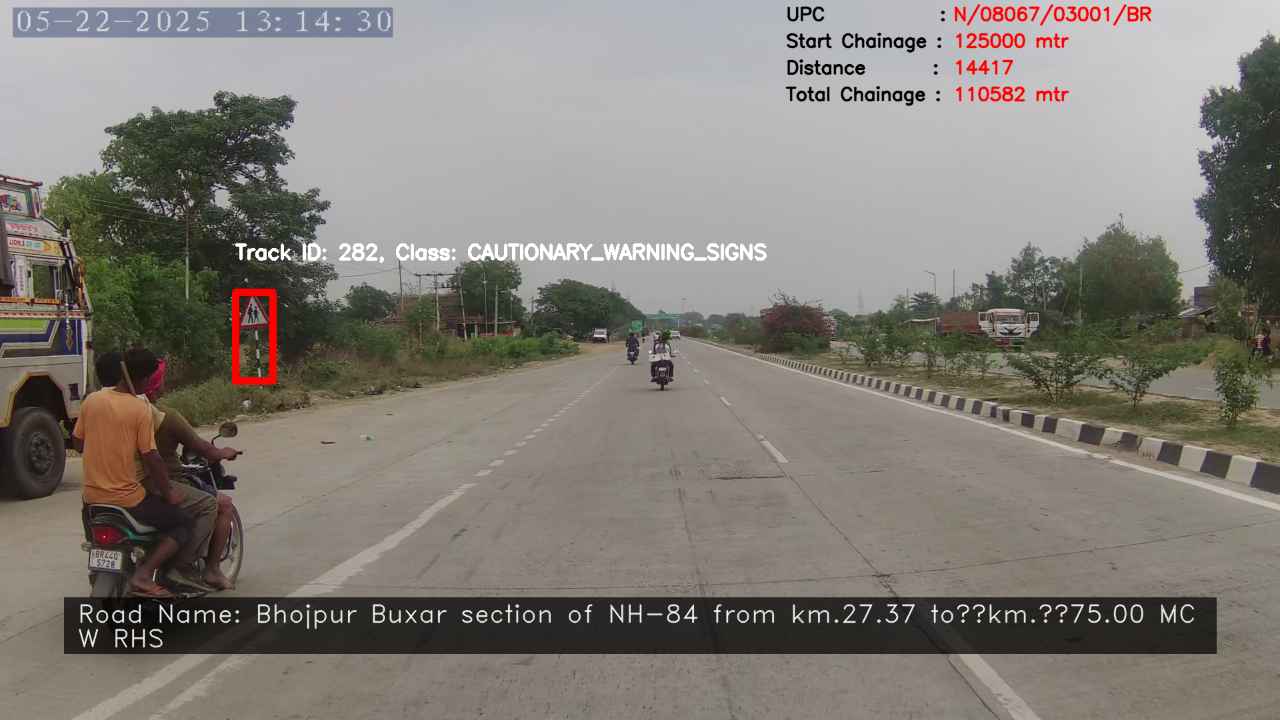 05-22-2025 13:14:30
UPC : N/08067/03001/BR
Start Chainage : 125000 mtr
Distance : 14417
Total Chainage : 110582 mtr
Track ID: 282, Class: CAUTIONARY_WARNING_SIGNS
BR44Q
5728
Road Name: Bhojpur Buxar section of NH-84 from km.27.37 to??km.??75.00 MC
W RHS